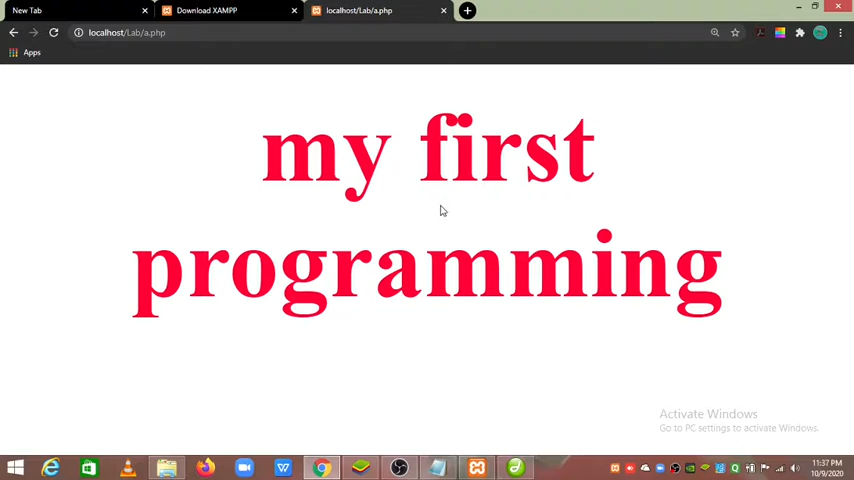 New Tab
Download XAMPP
localhost/Lab/a.php
localhost/Lab/a.php
Apps
my first
programming
Activate Windows
Go to PC settings to activate Windows.
11:37 PM
10/9/2020